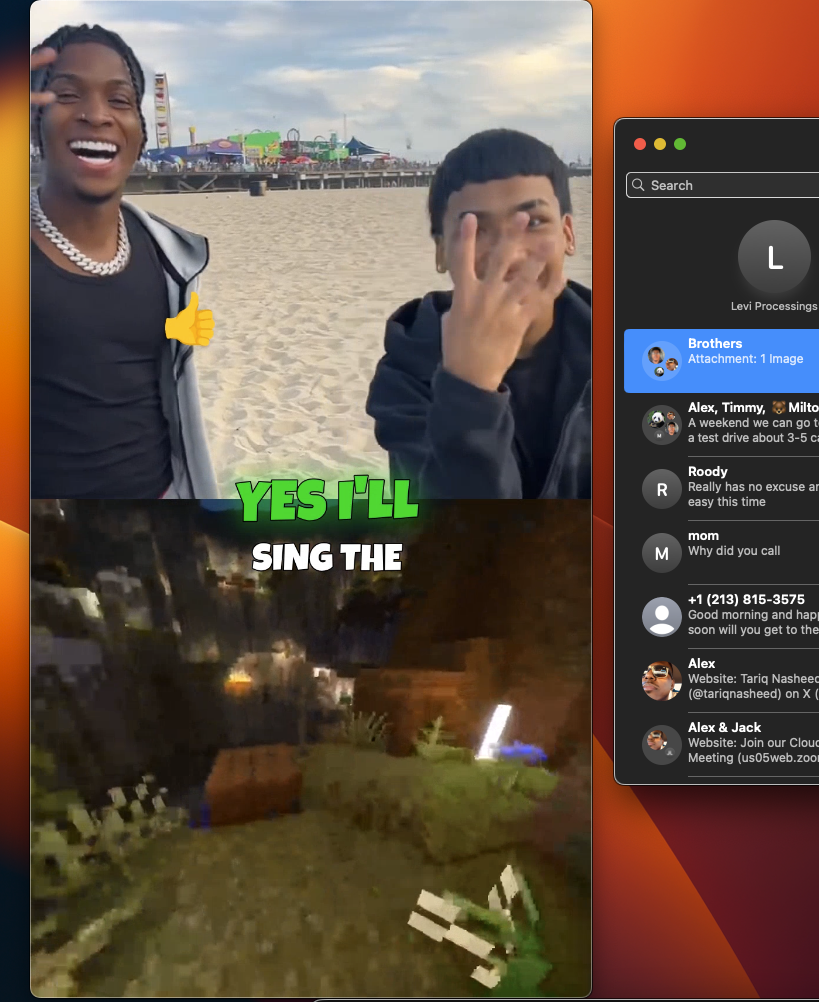 YES I'LL
SING THE
Search
L
Levi Processings
Brothers
Attachment: 1 Image
Alex, Timmy, 🐻Milto
A weekend we can go t
a test drive about 3-5 ca
M
R
Roody
Really has no excuse a
easy this time
M
mom
Why did you call
+1 (213) 815-3575
Good morning and hap
soon will you get to the
Alex
Website: Tariq Nasheed
(@tariqnasheed) on X (
Alex & Jack
Website: Join our Clou
Meeting (us05web.zoo